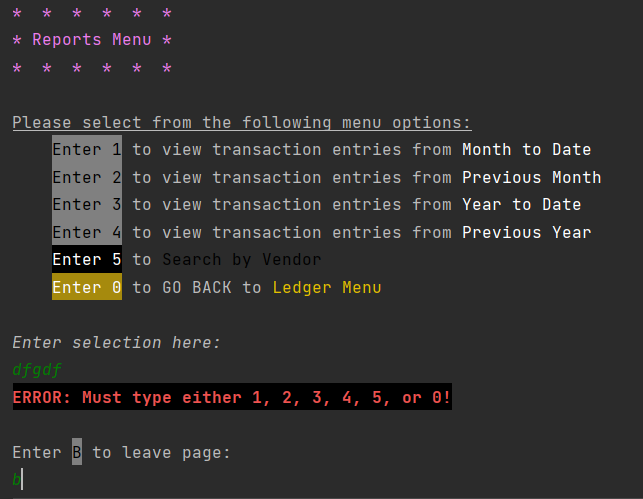 * * * * * *
* Reports Menu *
* * * * * *
Please select from the following menu options:
Enter 1 to view transaction entries from Month to Date
Enter 2 to view transaction entries from Previous Month
Enter 3 to view transaction entries from Year to Date
Enter 4 to view transaction entries from Previous Year
Enter 5 to Search by Vendor
Enter 0 to GO BACK to Ledger Menu
Enter selection here:
dfgdf
ERROR: Must type either 1, 2, 3, 4, 5, or 0!
Enter B to leave page:
b